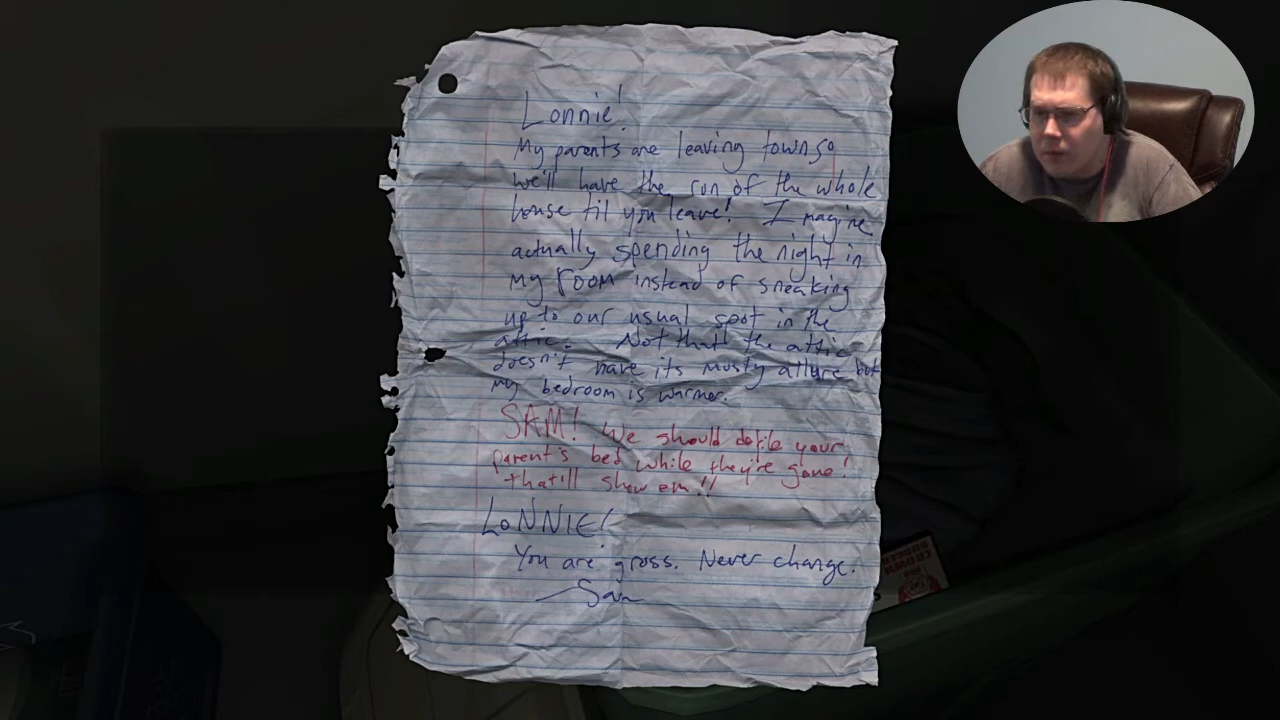 Lonnie!
My parents are leaving town, so
we'll have the run of the whole
house til you leave! Imagine
actually spending the night in
my room instead of sneaking
up to our usual spot in the
attic. Not that the attic
doesn't have its musty allure but
my bedroom is warmer.
SAM! We should defile your
parent's bed while they're gone!
that'll show em!!
LONNIE!
You are gross. Never change.
—Sam